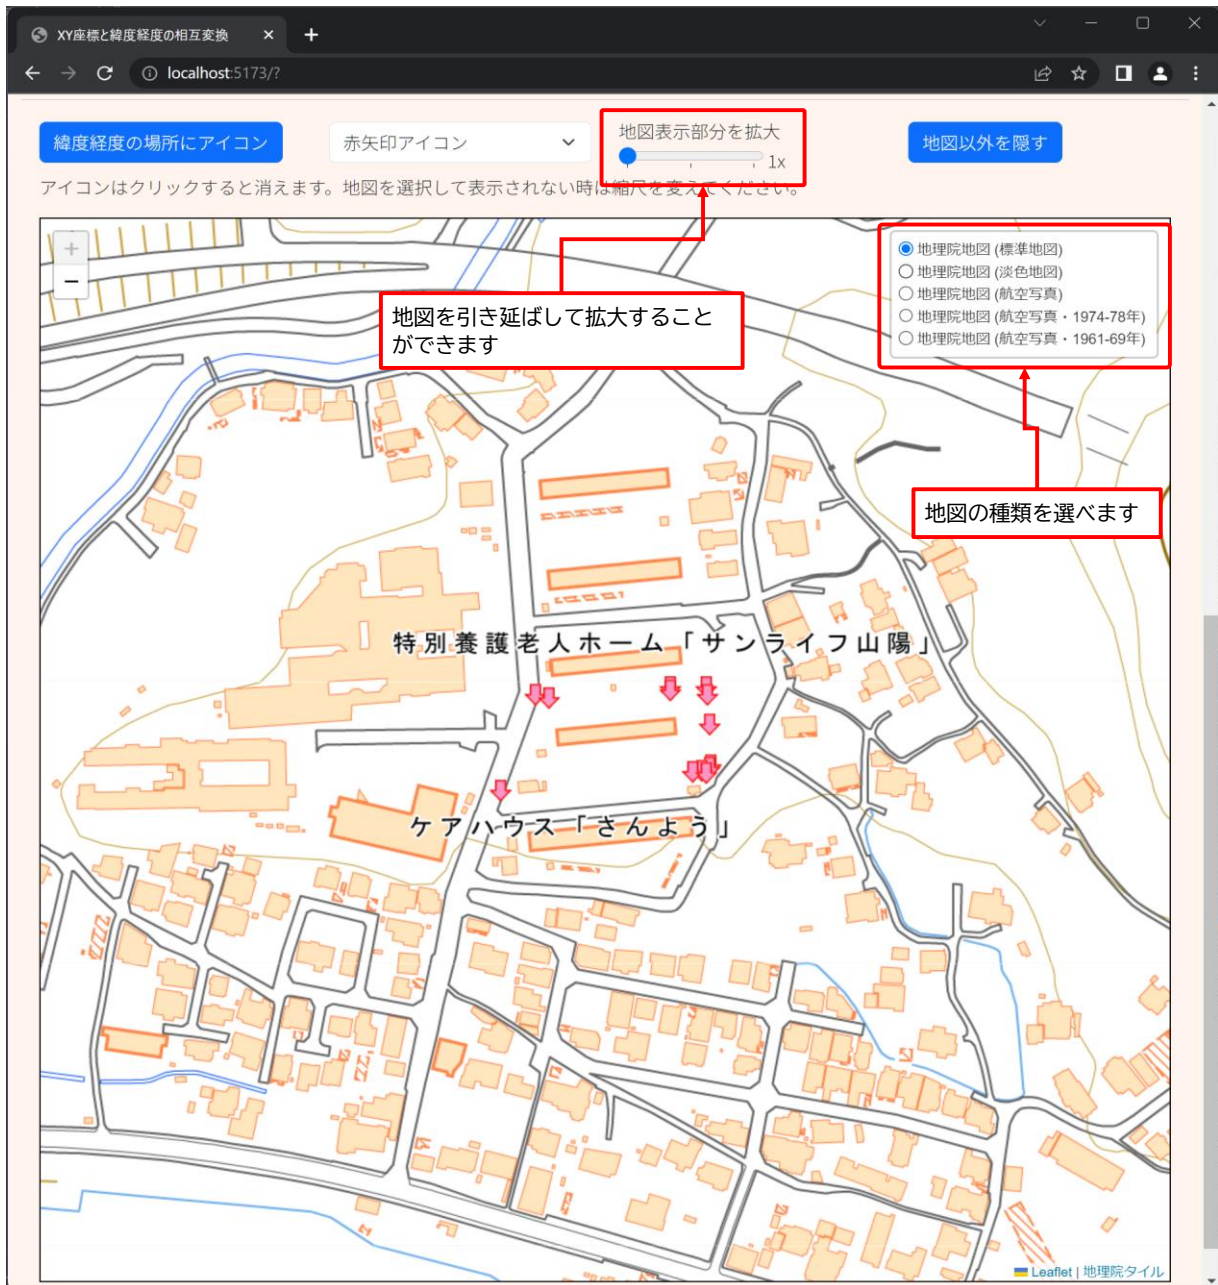 XY座標と緯度経度の相互変換
localhost:5173/?
緯度経度の場所にアイコン
赤矢印アイコン
地図表示部分を拡大
1x
地図以外を隠す
アイコンはクリックすると消えます。地図を選択して表示されない時は縮尺を変えてください。
+
−
地理院地図 (標準地図)
地理院地図 (淡色地図)
地理院地図 (航空写真)
地理院地図 (航空写真・1974-78年)
地理院地図 (航空写真・1961-69年)
地図を引き延ばして拡大すること
ができます
地図の種類を選べます
特別養護老人ホーム「サンライフ山陽」
ケアハウス「さんよう」
Leaflet | 地理院タイル